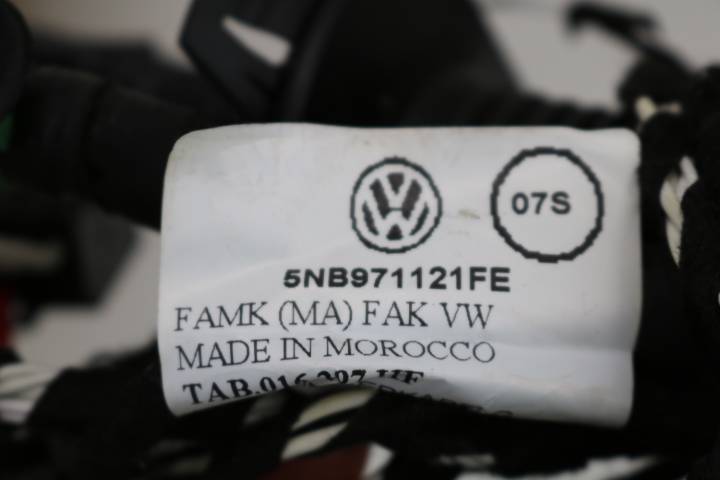 07S
5NB971121FE
FAMK (MA) FAK VW
MADE IN MOROCCO